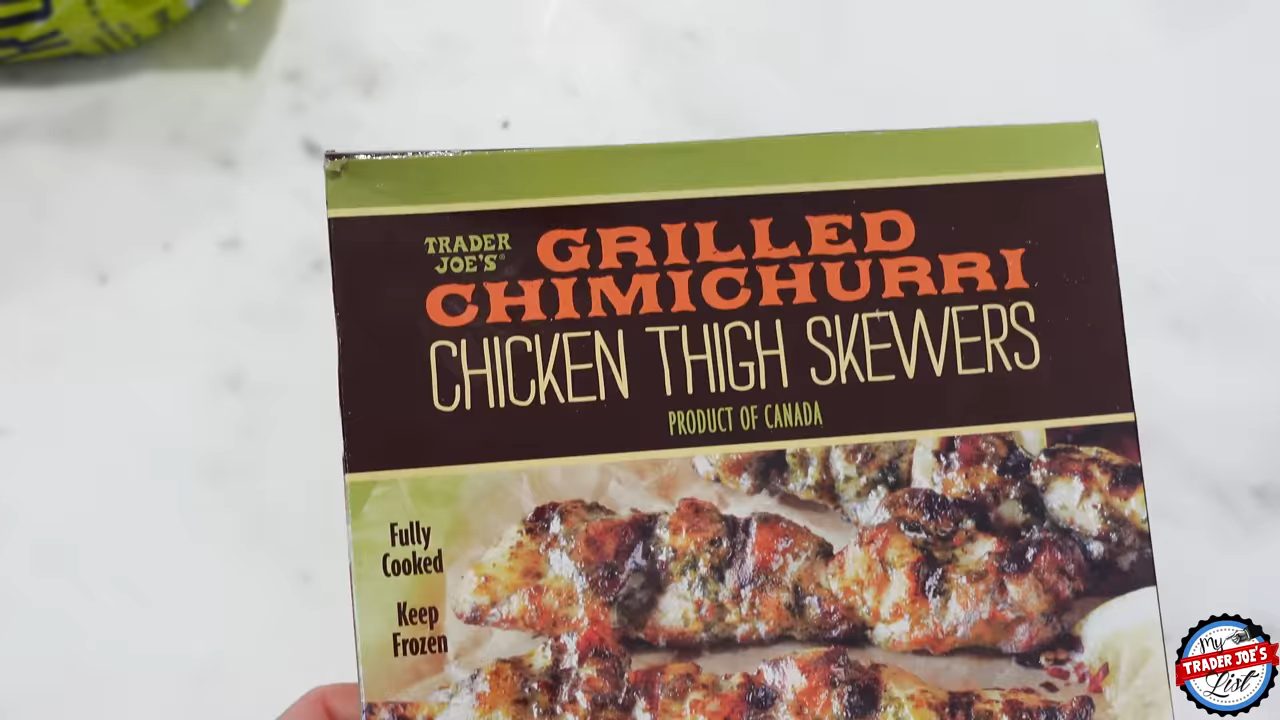 TRADER
JOE'S®
GRILLED
CHIMICHURRI
CHICKEN THIGH SKEWERS
PRODUCT OF CANADA
Fully
Cooked
Keep
Frozen
My
TRADER JOE'S
List